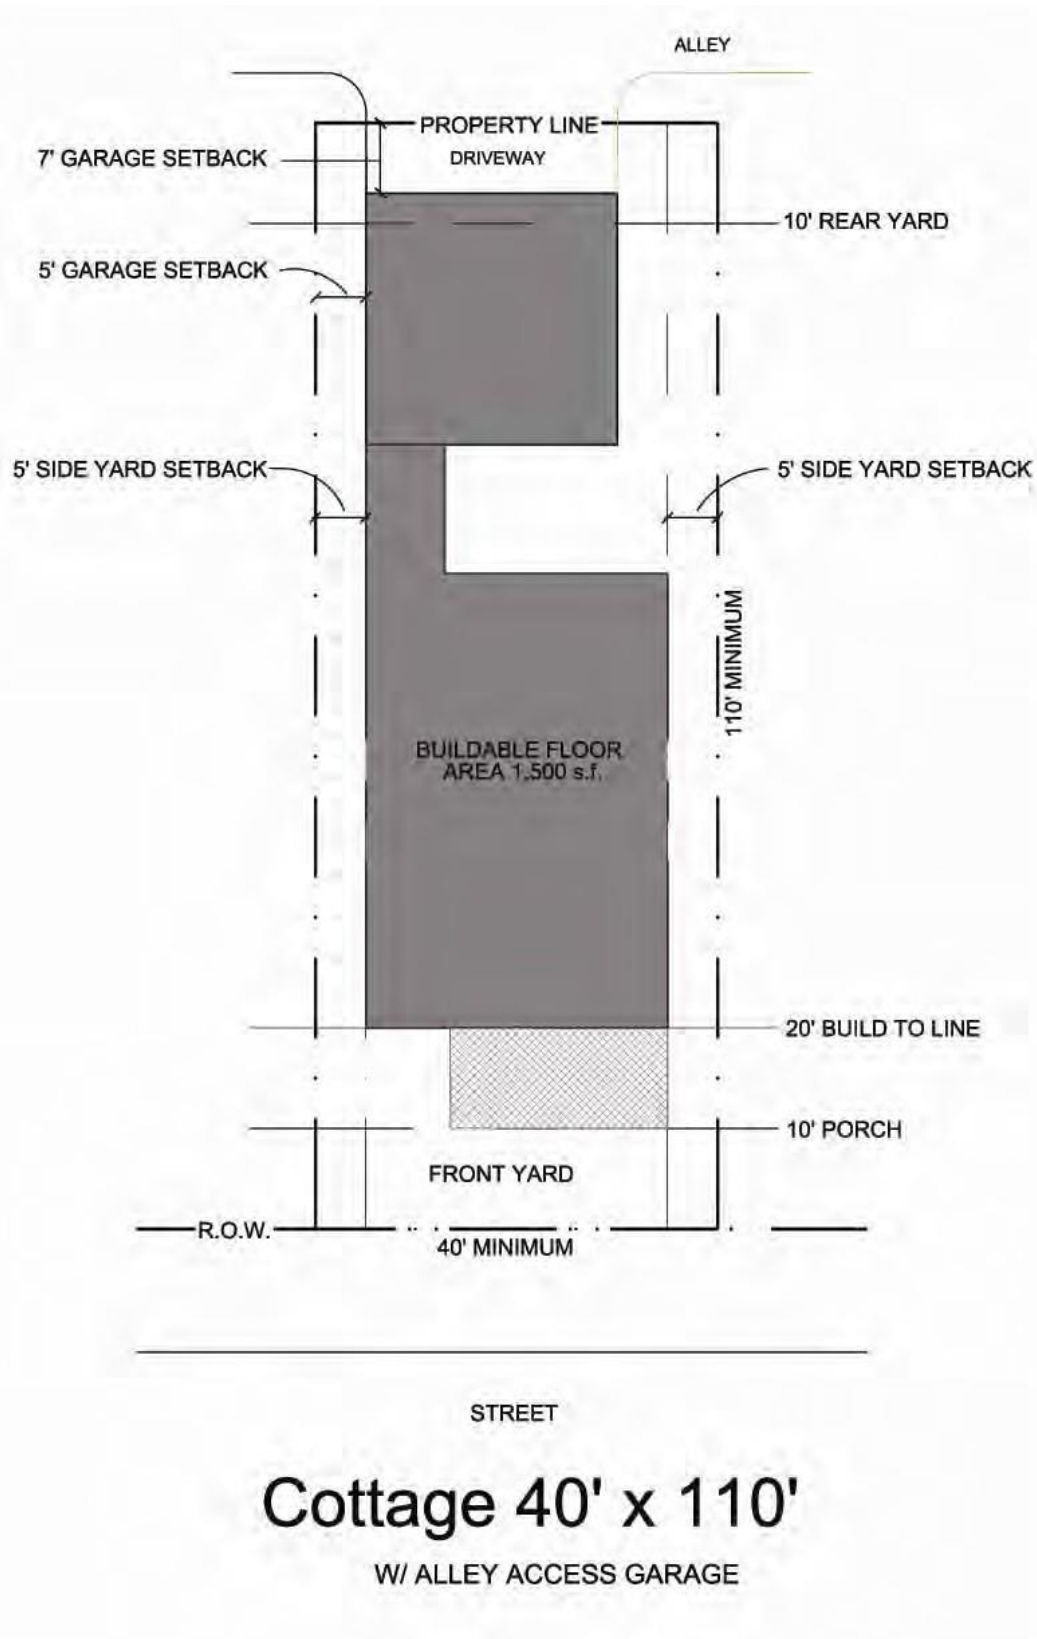 ALLEY
PROPERTY LINE
7' GARAGE SETBACK
DRIVEWAY
10' REAR YARD
5' GARAGE SETBACK
5' SIDE YARD SETBACK
5' SIDE YARD SETBACK
110' MINIMUM
BUILDABLE FLOOR
AREA 1,500 s.f.
20' BUILD TO LINE
10' PORCH
FRONT YARD
R.O.W.
40' MINIMUM
STREET
Cottage 40' x 110'
W/ ALLEY ACCESS GARAGE